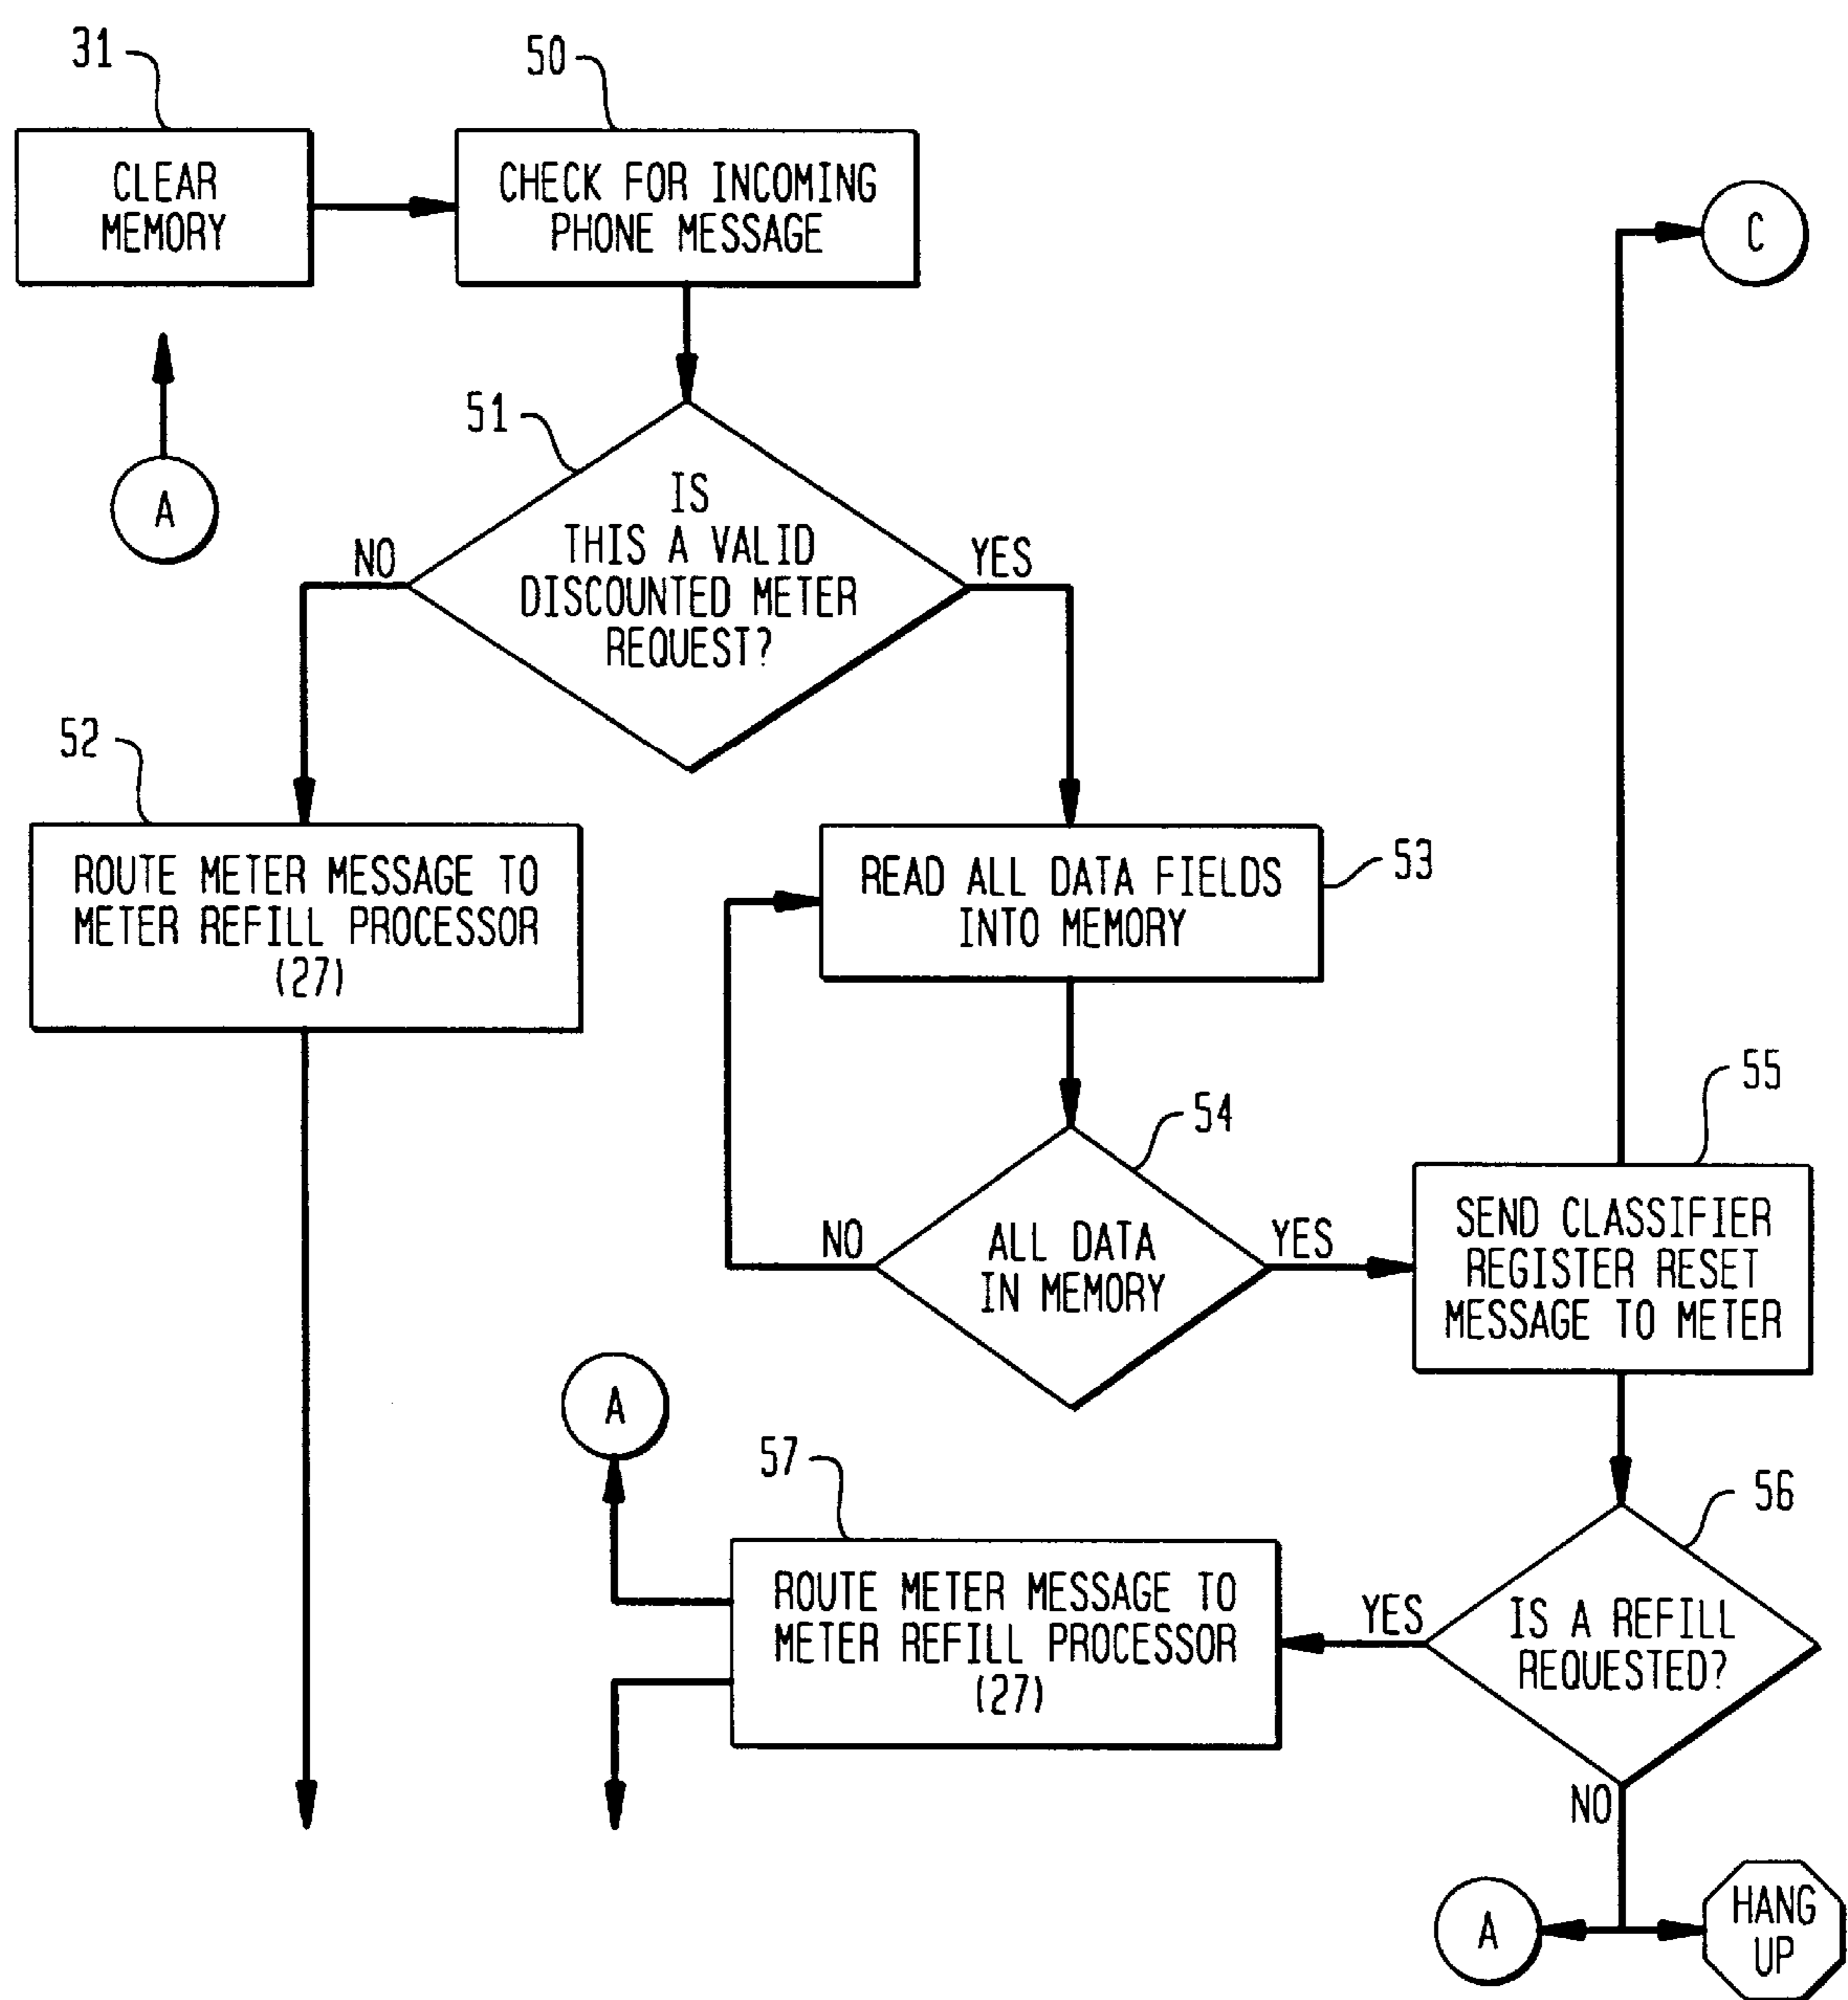 31
50
CLEAR
MEMORY
CHECK FOR INCOMING
PHONE MESSAGE
C
A
51
IS
THIS A VALID
DISCOUNTED METER
REQUEST?
NO
YES
52
ROUTE METER MESSAGE TO
METER REFILL PROCESSOR
(27)
53
READ ALL DATA FIELDS
INTO MEMORY
54
ALL DATA
IN MEMORY
NO
YES
55
SEND CLASSIFIER
REGISTER RESET
MESSAGE TO METER
A
57
ROUTE METER MESSAGE TO
METER REFILL PROCESSOR
(27)
56
YES
IS A REFILL
REQUESTED?
NO
A
HANG
UP